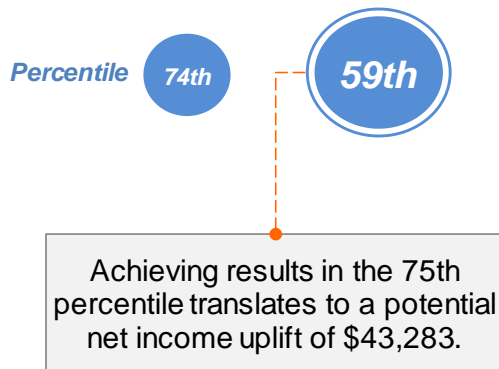 Percentile 74th 59th
Achieving results in the 75th
percentile translates to a potential
net income uplift of $43,283.